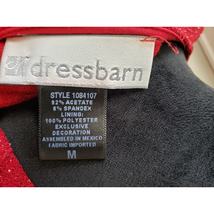 dressbarn
STYLE 1084107
92% ACETATE
8% SPANDEX
LINING:
100% POLYESTER
EXCLUSIVE
DECORATION
ASSEMBLED IN MEXICO
FABRIC IMPORTED
M